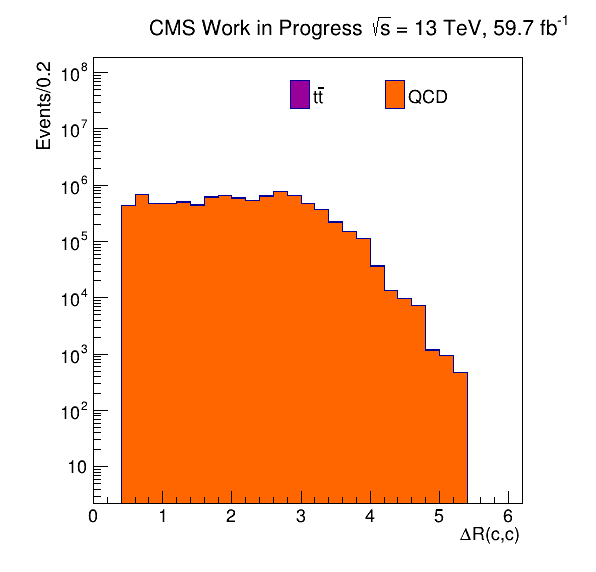 CMS Work in Progress √s = 13 TeV, 59.7 fb⁻¹
Events/0.2
tt̄
QCD
10⁸
10⁷
10⁶
10⁵
10⁴
10³
10²
10
0 1 2 3 4 5 6
ΔR(c,c)